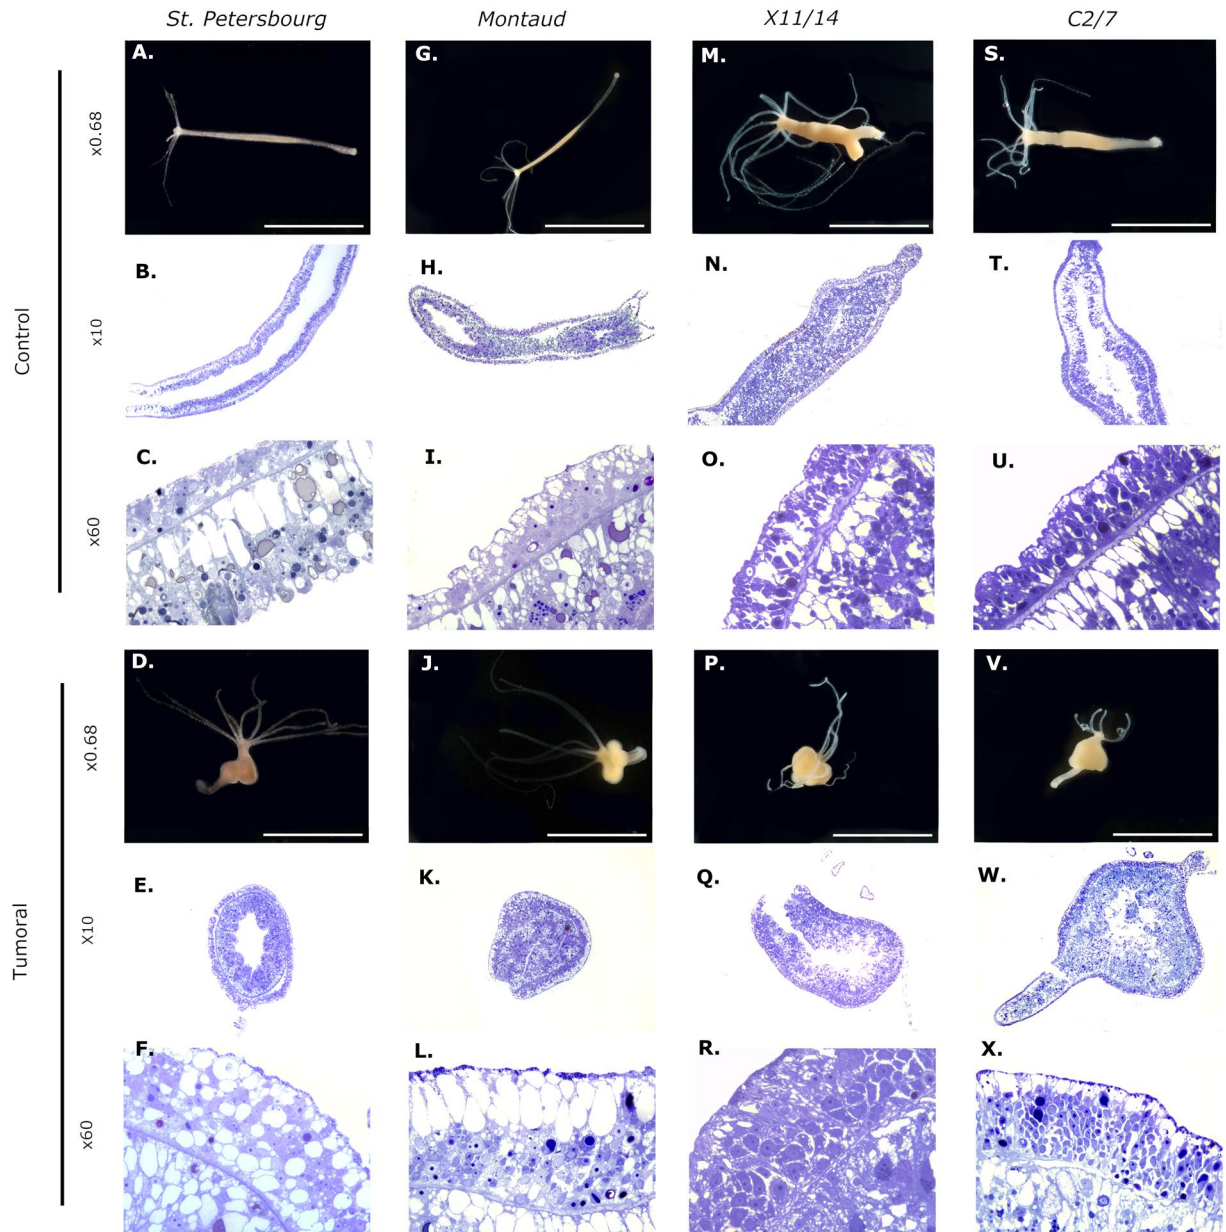 St. Petersbourg Montaud X11/14 C2/7
A. G. M. S.
x0.68
B. H. N. T.
Control
x10
C. I. O. U.
x60
D. J. P. V.
x0.68
E. K. Q. W.
Tumoral
X10
F. L. R. X.
x60